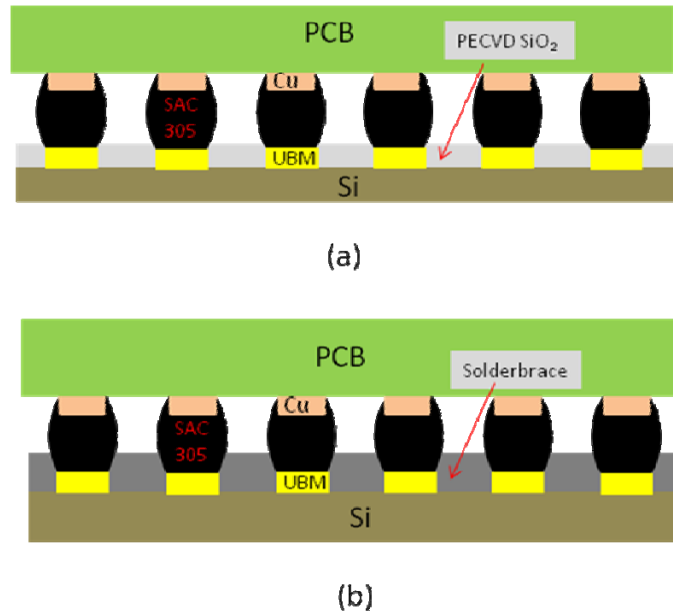 PCB
PECVD SiO₂
Cu
SAC
305
UBM
Si
(a)
PCB
Solderbrace
Cu
SAC
305
UBM
Si
(b)